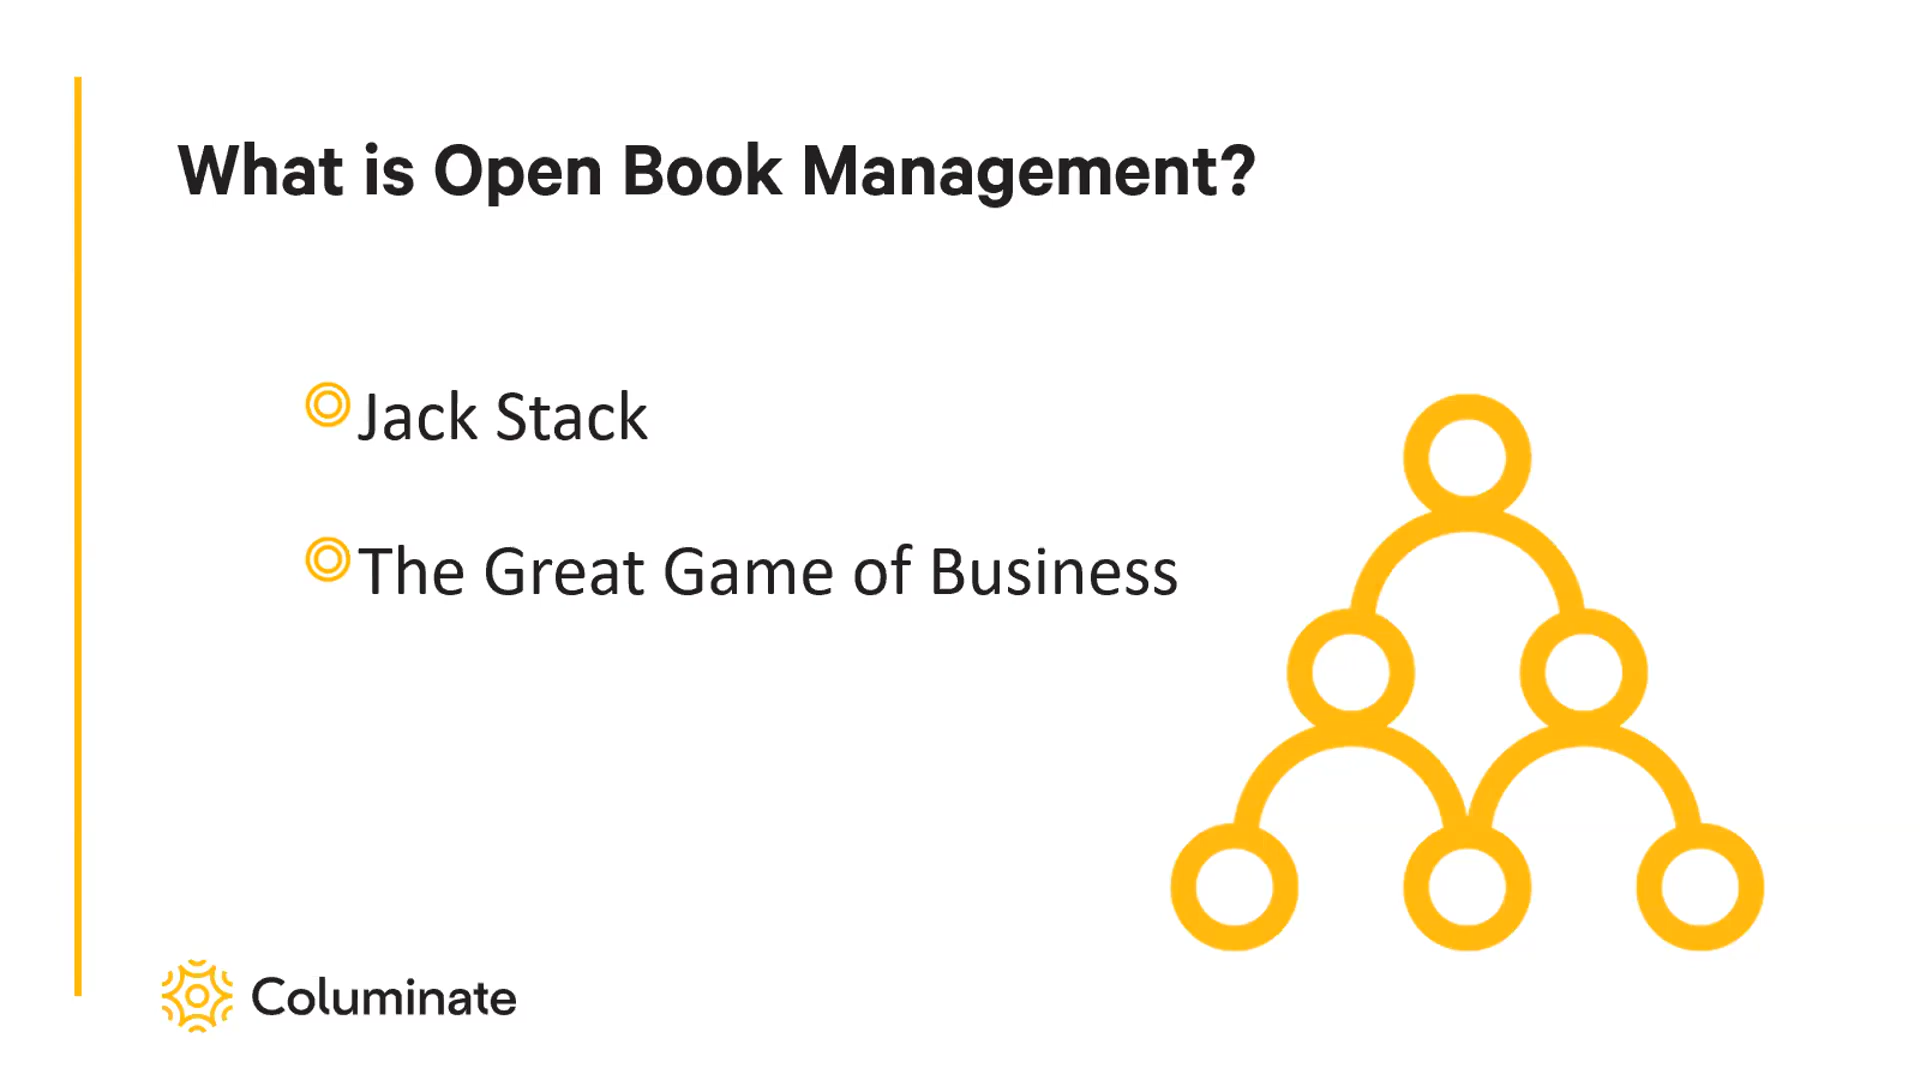 What is Open Book Management?
Jack Stack
The Great Game of Business
Columinate